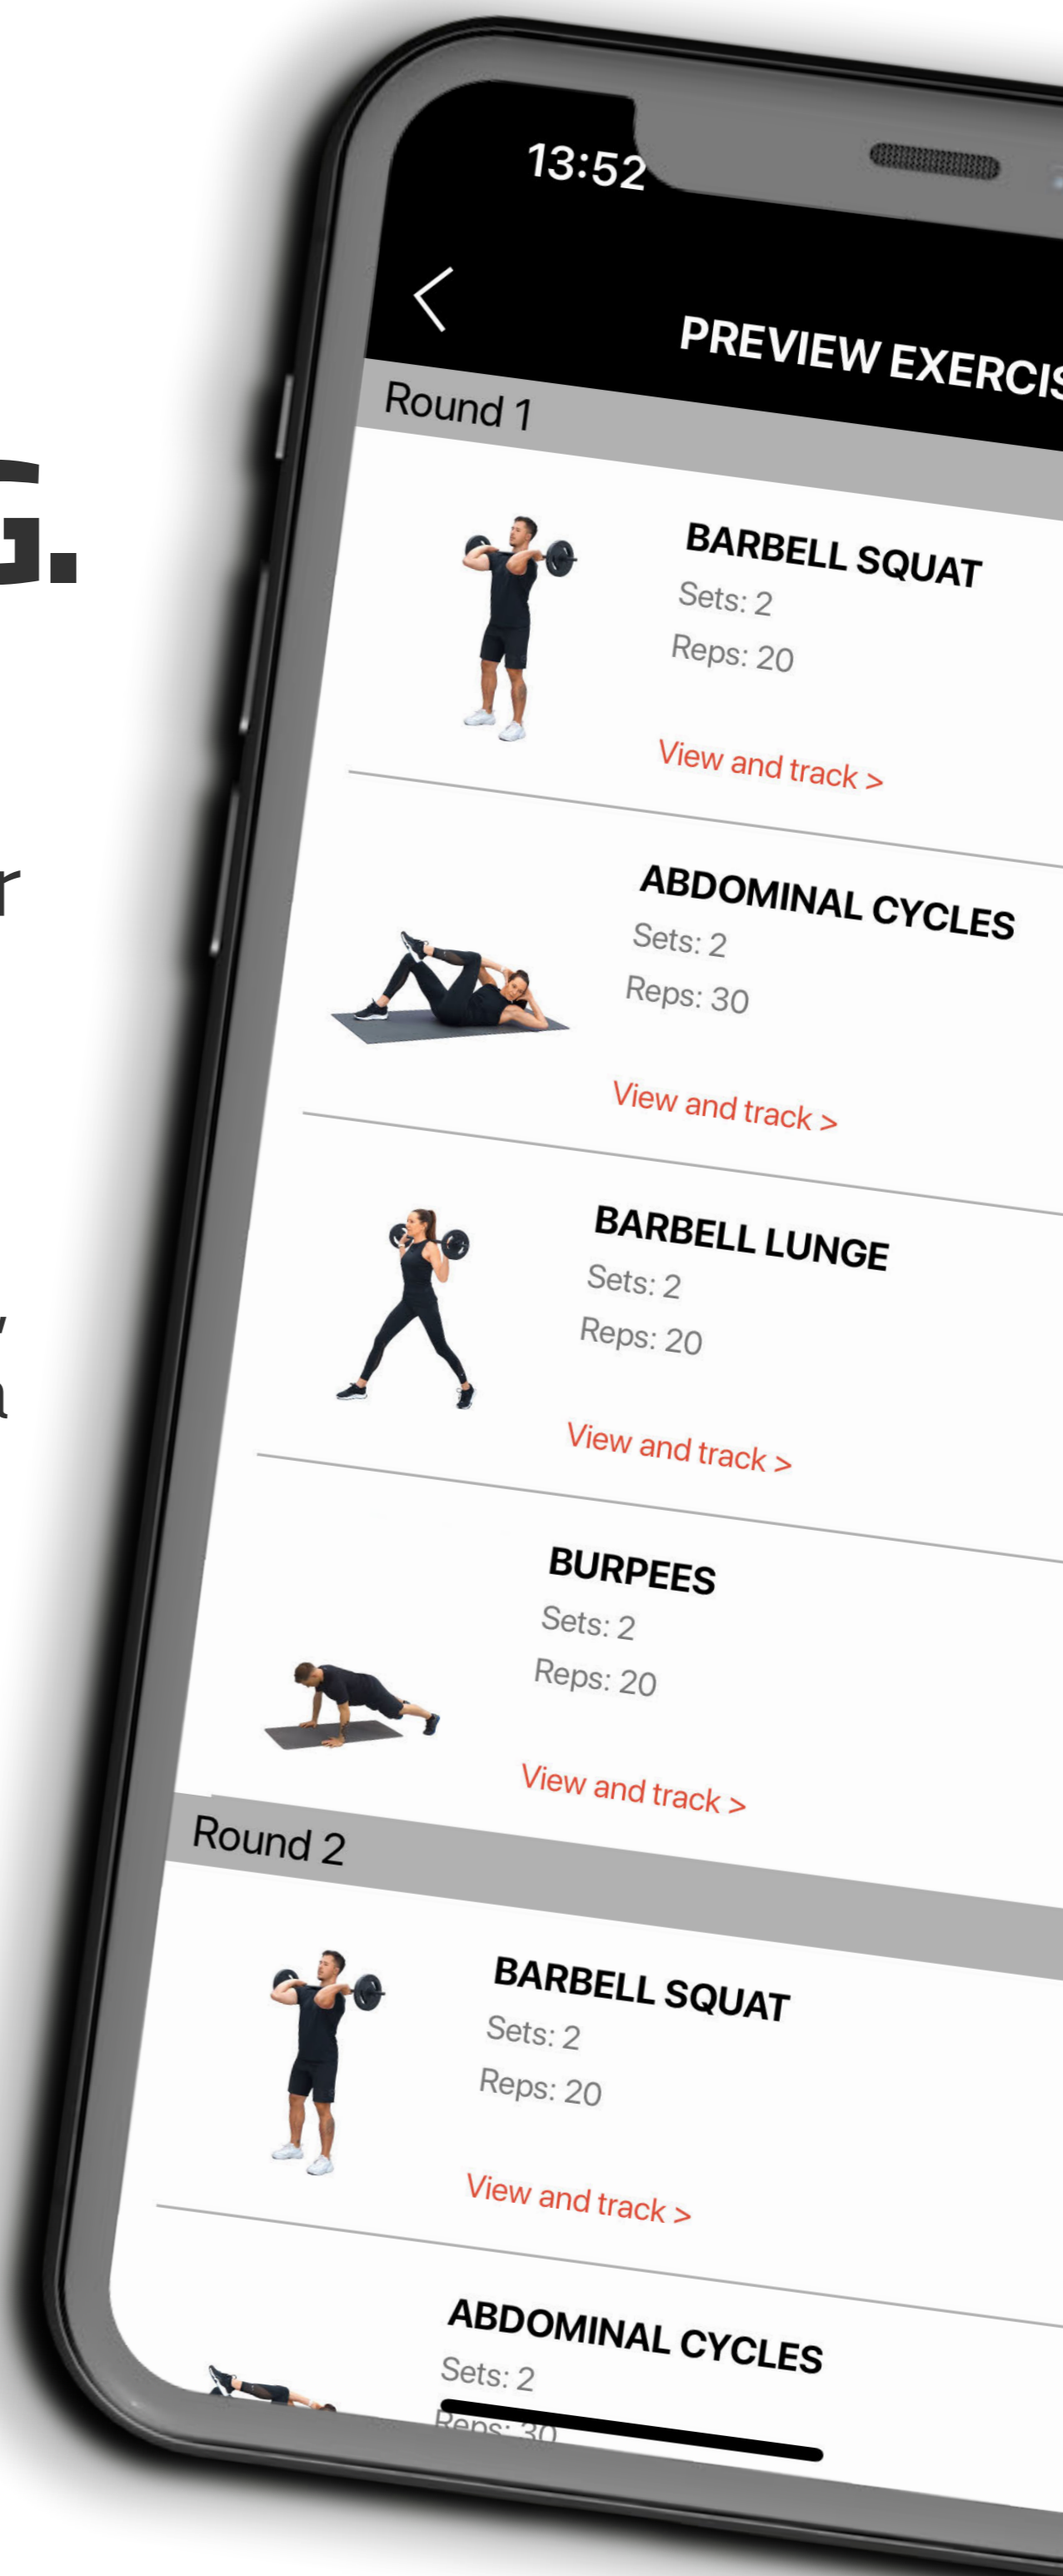 G.
r
,
a
13:52
PREVIEW EXERCIS
Round 1
BARBELL SQUAT
Sets: 2
Reps: 20
View and track >
ABDOMINAL CYCLES
Sets: 2
Reps: 30
View and track >
BARBELL LUNGE
Sets: 2
Reps: 20
View and track >
BURPEES
Sets: 2
Reps: 20
View and track >
Round 2
BARBELL SQUAT
Sets: 2
Reps: 20
View and track >
ABDOMINAL CYCLES
Sets: 2
Reps: 30